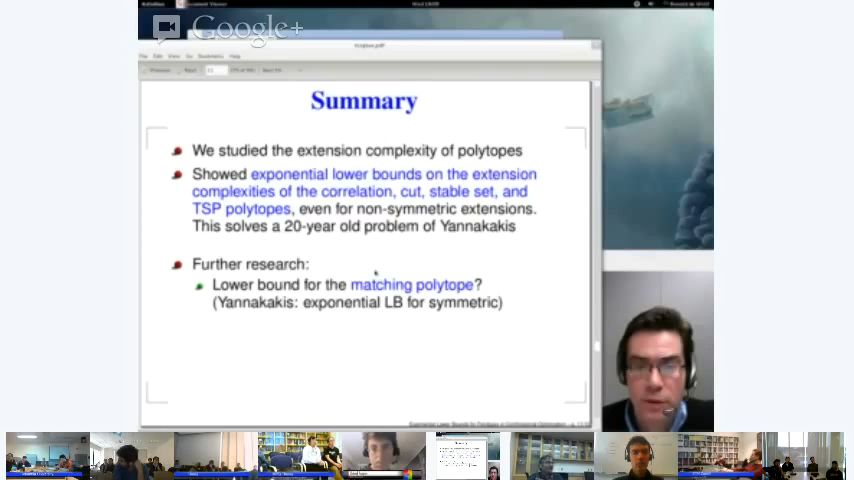 Google+
Summary
We studied the extension complexity of polytopes
Showed exponential lower bounds on the extension
complexities of the correlation, cut, stable set, and
TSP polytopes, even for non-symmetric extensions.
This solves a 20-year old problem of Yannakakis
Further research:
Lower bound for the matching polytope?
(Yannakakis: exponential LB for symmetric)